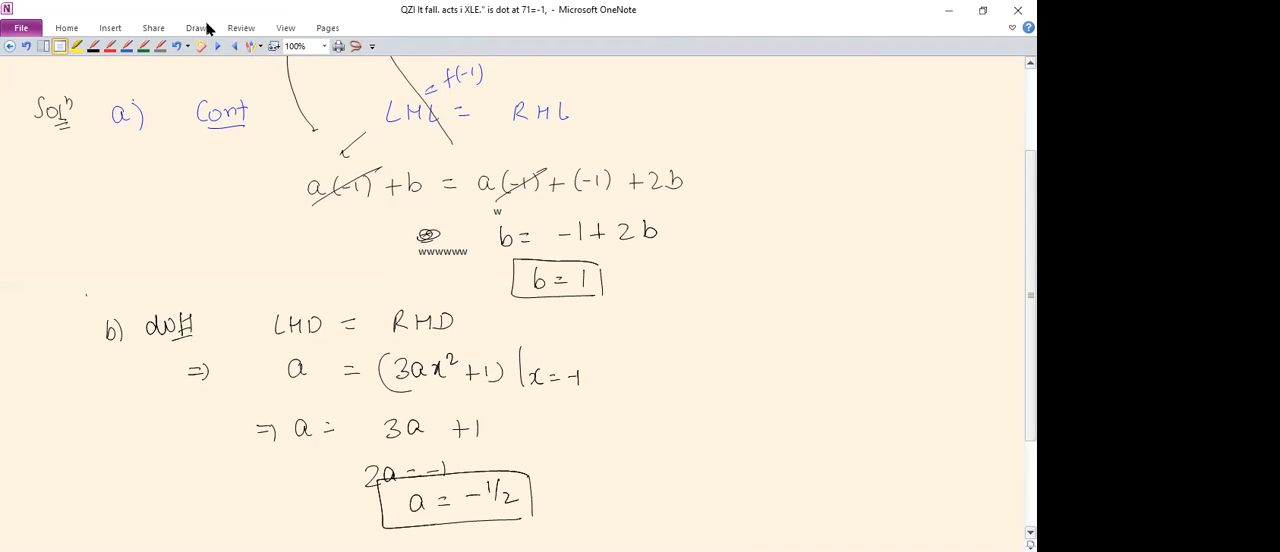 QZI It fall. acts i XLE." is dot at 71=-1, - Microsoft OneNote
File Home Insert Share Draw Review View Pages
100%
= f(-1)
Solⁿ a) Cont LHL = RHL
a(-1) + b = a(-1) + (-1) + 2b
w
b = -1 + 2b
wwwwww
b = 1
b) diff LHD = RHD
⇒ a = (3ax² + 1) | x = -1
⇒ a = 3a + 1
2a = -1
a = -1/2